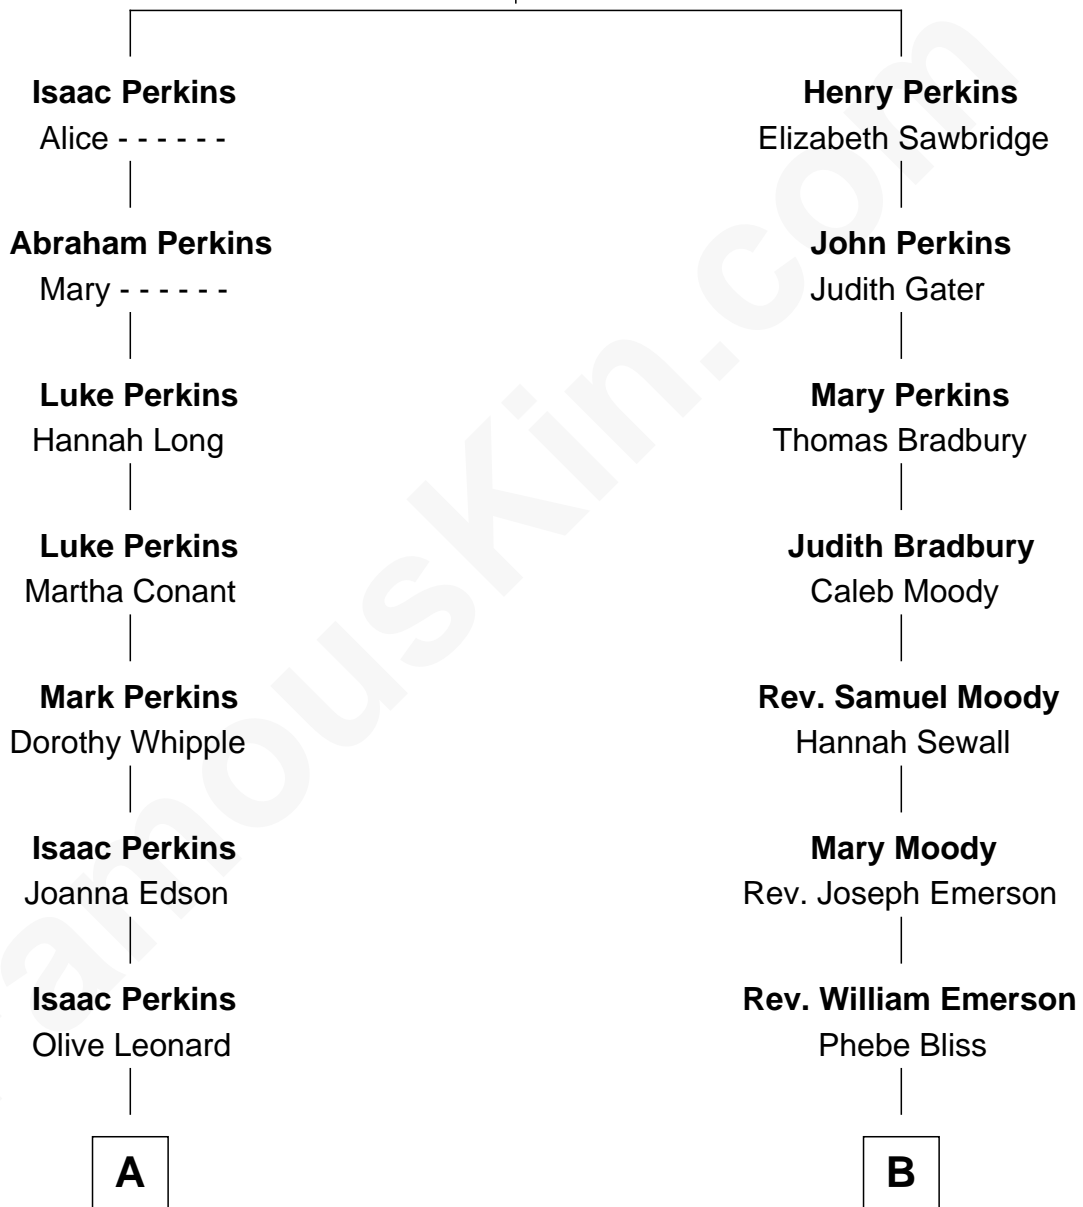 Isaac Perkins
Alice - - - - - -
Henry Perkins
Elizabeth Sawbridge
Abraham Perkins
Mary - - - - - -
John Perkins
Judith Gater
Luke Perkins
Hannah Long
Mary Perkins
Thomas Bradbury
Luke Perkins
Martha Conant
Judith Bradbury
Caleb Moody
Mark Perkins
Dorothy Whipple
Rev. Samuel Moody
Hannah Sewall
Isaac Perkins
Joanna Edson
Mary Moody
Rev. Joseph Emerson
Isaac Perkins
Olive Leonard
Rev. William Emerson
Phebe Bliss
A
B
famouskin.com